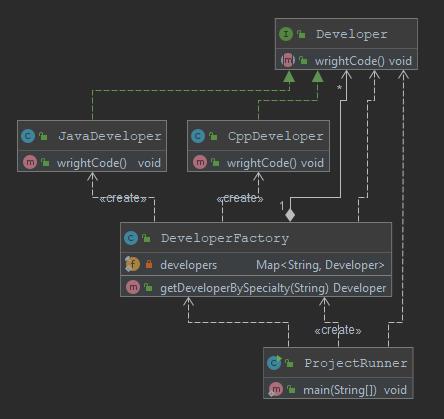 I Developer
m wrightCode() void
*
C JavaDeveloper
m wrightCode() void
C CppDeveloper
m wrightCode() void
«create»
«create»
1
C DeveloperFactory
f developers Map<String, Developer>
m getDeveloperBySpecialty(String) Developer
«create»
C ProjectRunner
m main(String[]) void